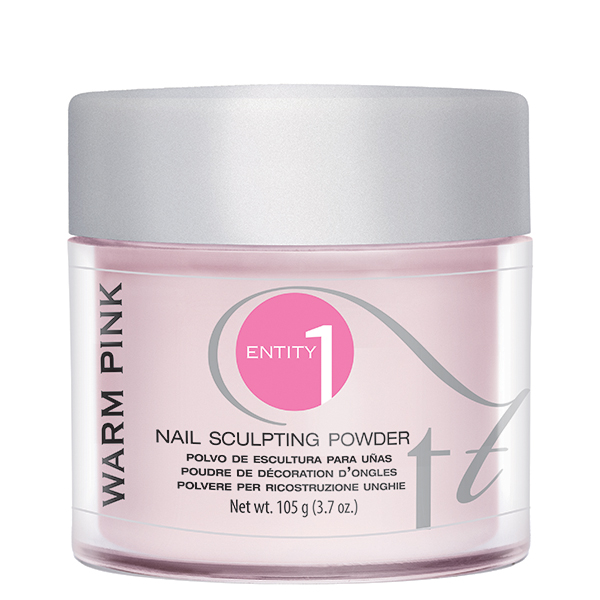 WARM PINK
ENTITY 1
NAIL SCULPTING POWDER
POLVO DE ESCULTURA PARA UÑAS
POUDRE DE DÉCORATION D'ONGLES
POLVERE PER RICOSTRUZIONE UNGHIE
Net wt. 105 g (3.7 oz.)